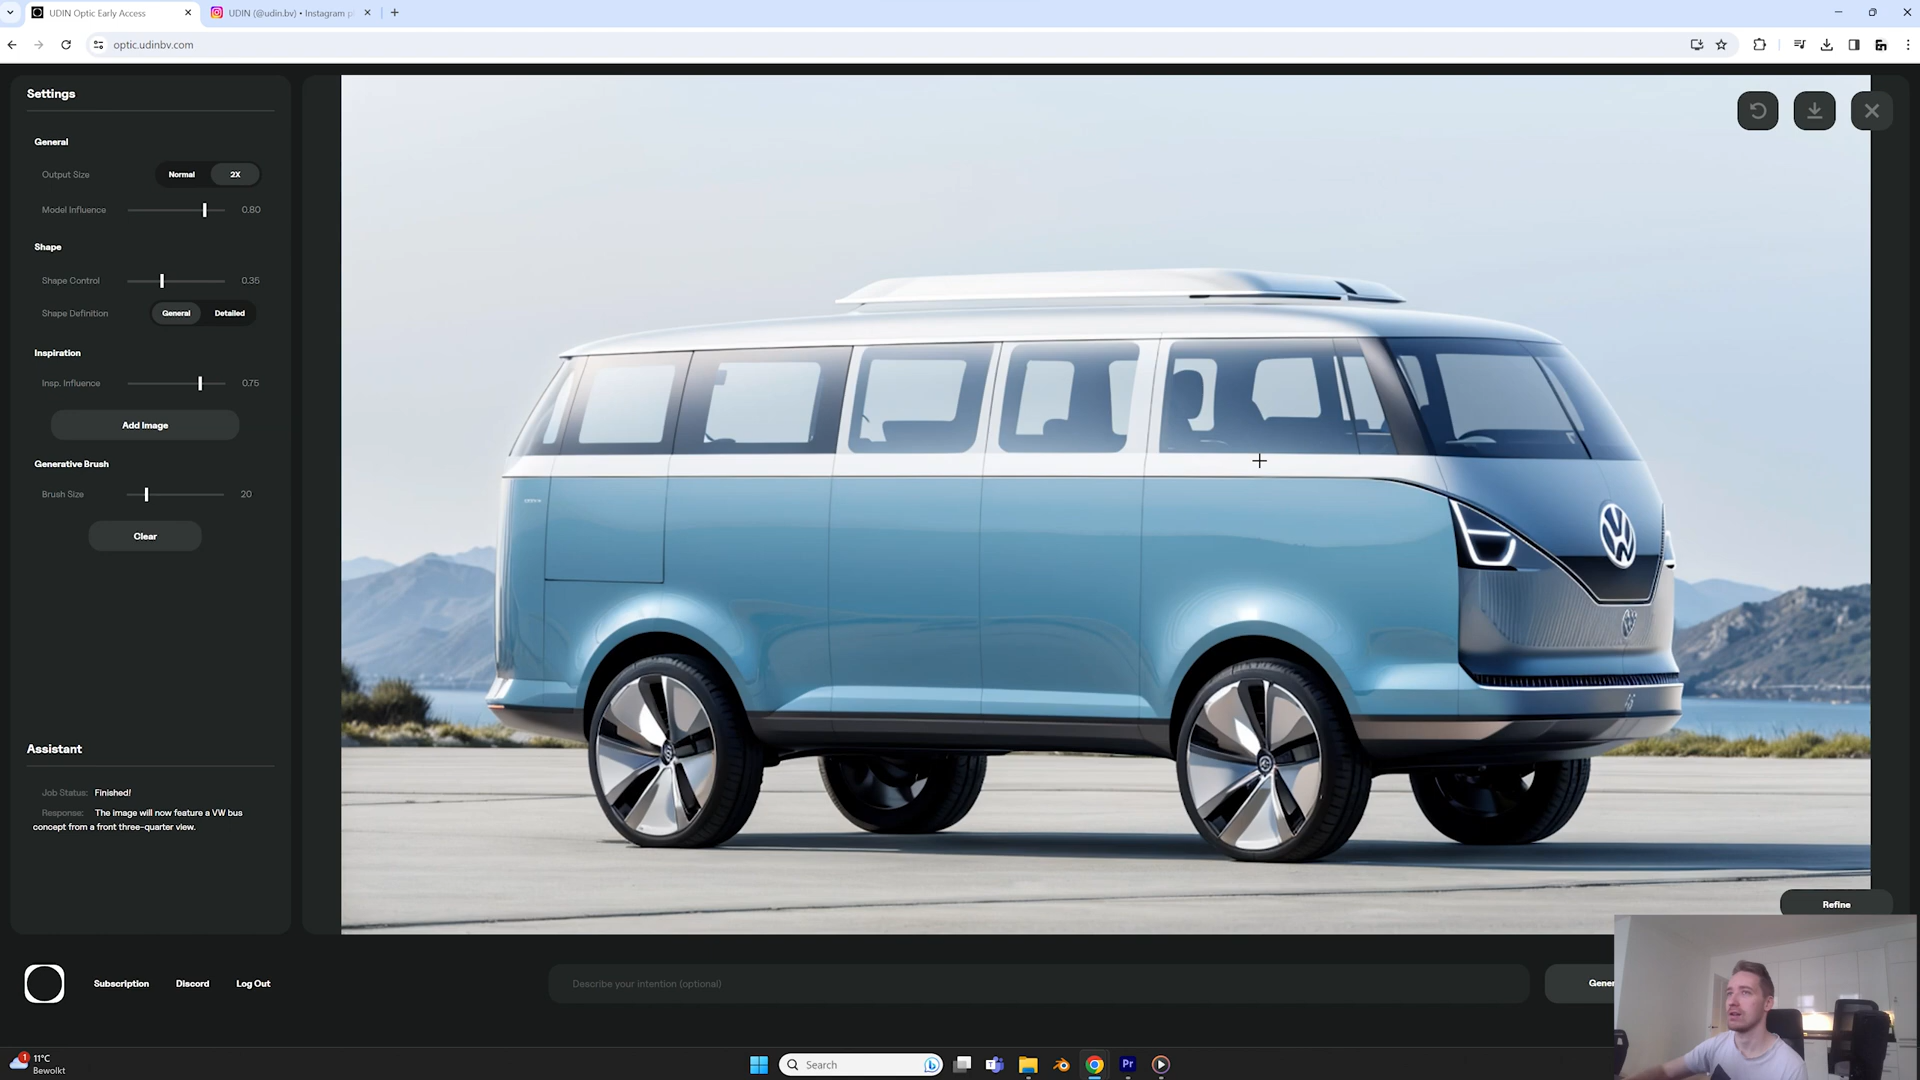 UDIN Optic Early Access
UDIN (@udin.bv) • Instagram p
optic.udinbv.com
Settings
General
Output Size
Normal
2X
Model Influence
0.80
Shape
Shape Control
0.35
Shape Definition
General
Detailed
Inspiration
Insp. Influence
0.75
Add Image
Generative Brush
Brush Size
20
Clear
Assistant
Job Status: Finished!
Response: The image will now feature a VW bus
concept from a front three-quarter view.
Refine
Subscription
Discord
Log Out
Describe your intention (optional)
Gener
1
11°C
Bewolkt
Search
Pr